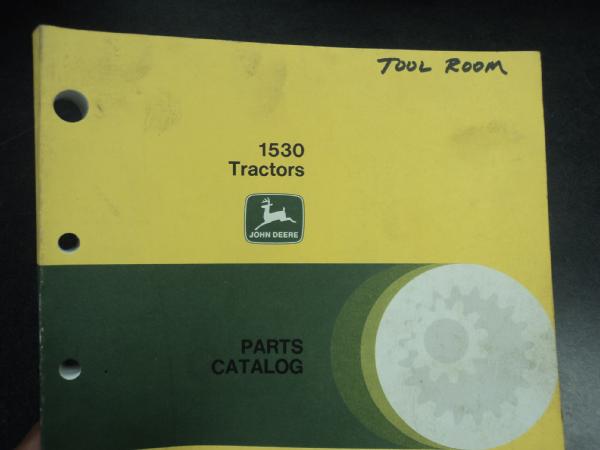 TOOL ROOM
1530
Tractors
JOHN DEERE
PARTS
CATALOG